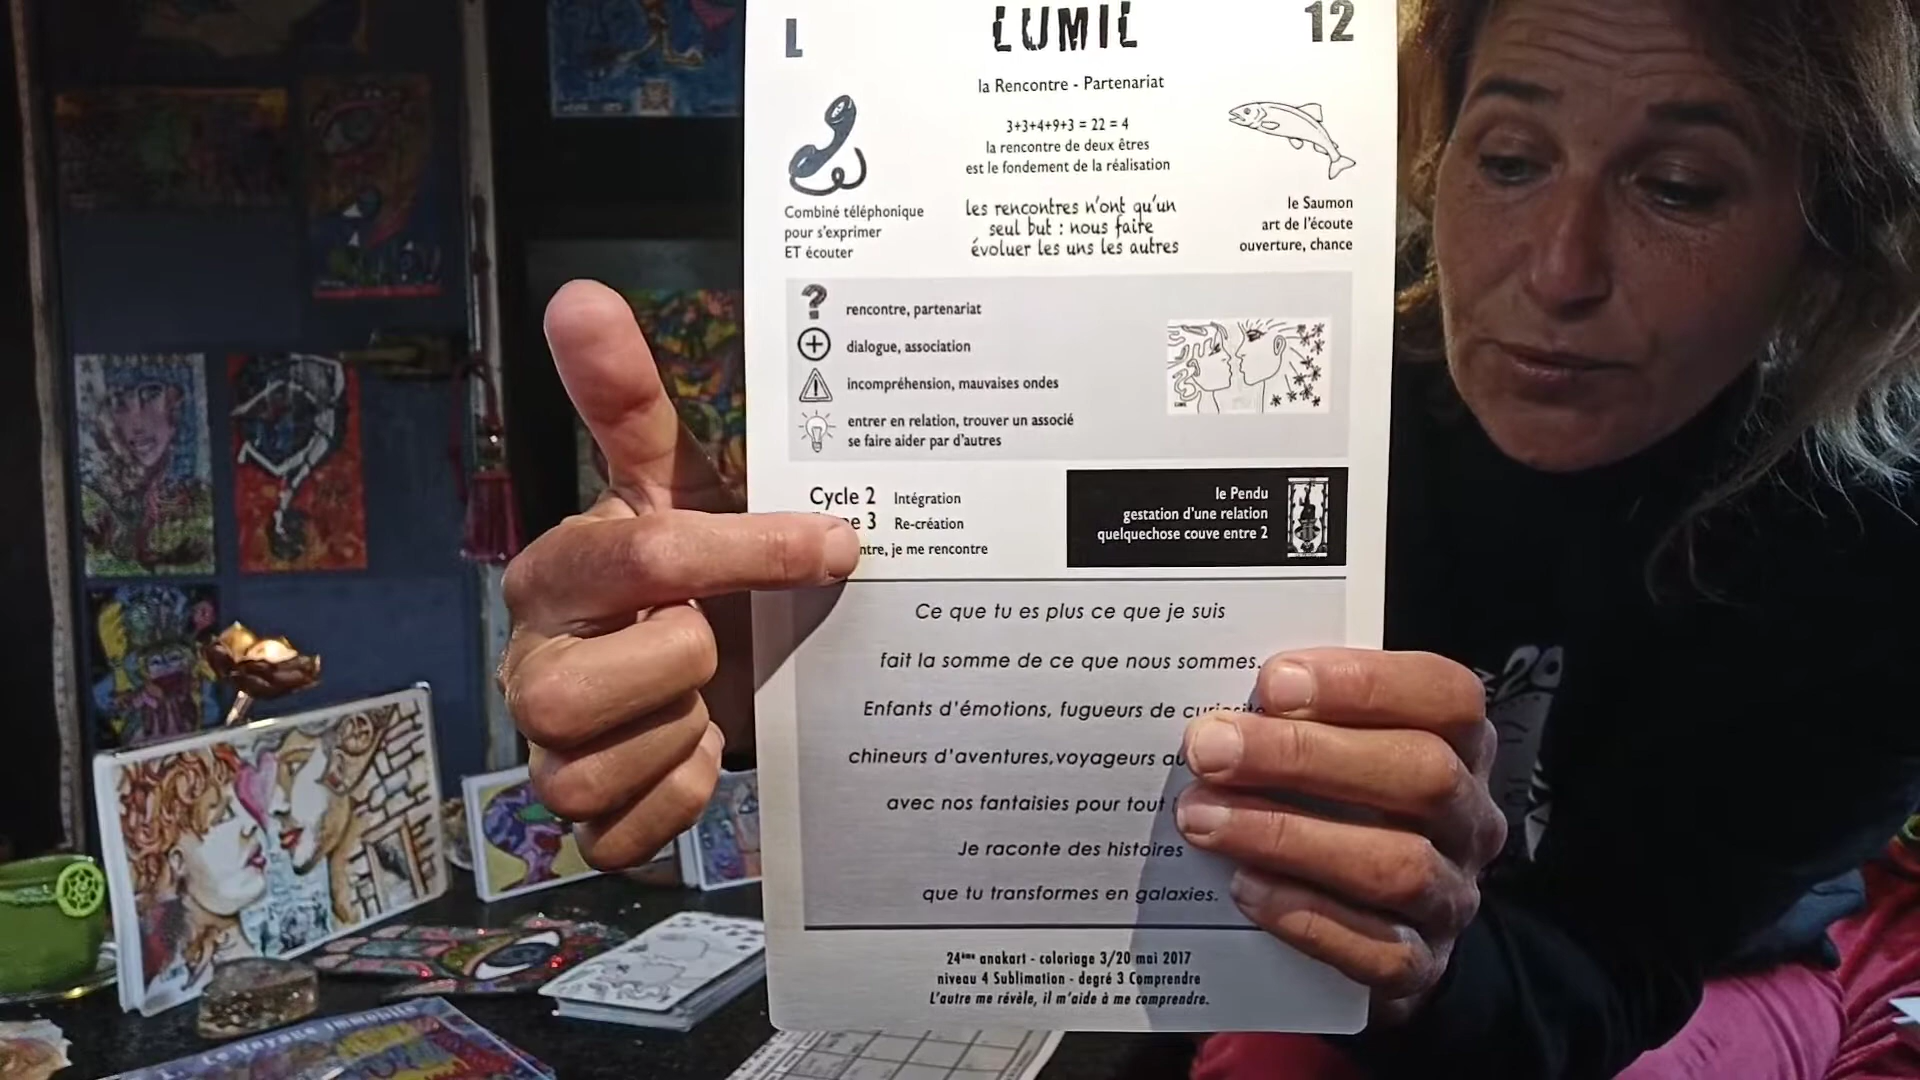 L
LUMIL
12
la Rencontre - Partenariat
3+3+4+9+3 = 22 = 4
la rencontre de deux êtres
est le fondement de la réalisation
Combiné téléphonique
pour s'exprimer
ET écouter
les rencontres n'ont qu'un
seul but : nous faire
évoluer les uns les autres
le Saumon
art de l'écoute
ouverture, chance
?
rencontre, partenariat
dialogue, association
incompréhension, mauvaises ondes
entrer en relation, trouver un associé
se faire aider par d'autres
Cycle 2 Intégration
3 Re-création
je me rencontre
le Pendu
gestation d'une relation
quelquechose couve entre 2
Ce que tu es plus ce que je suis
fait la somme de ce que nous sommes.
Enfants d'émotions, fugueurs de
chineurs d'aventures,voyageurs
avec nos fantaisies pour tout
Je raconte des histoires
que tu transformes en galaxies.
24ème anakart - coloriage 3/20 mai 2017
niveau 4 Sublimation - degré 3 Comprendre
L'autre me révèle, il m'aide à me comprendre.
Le Voyage Immobile
20